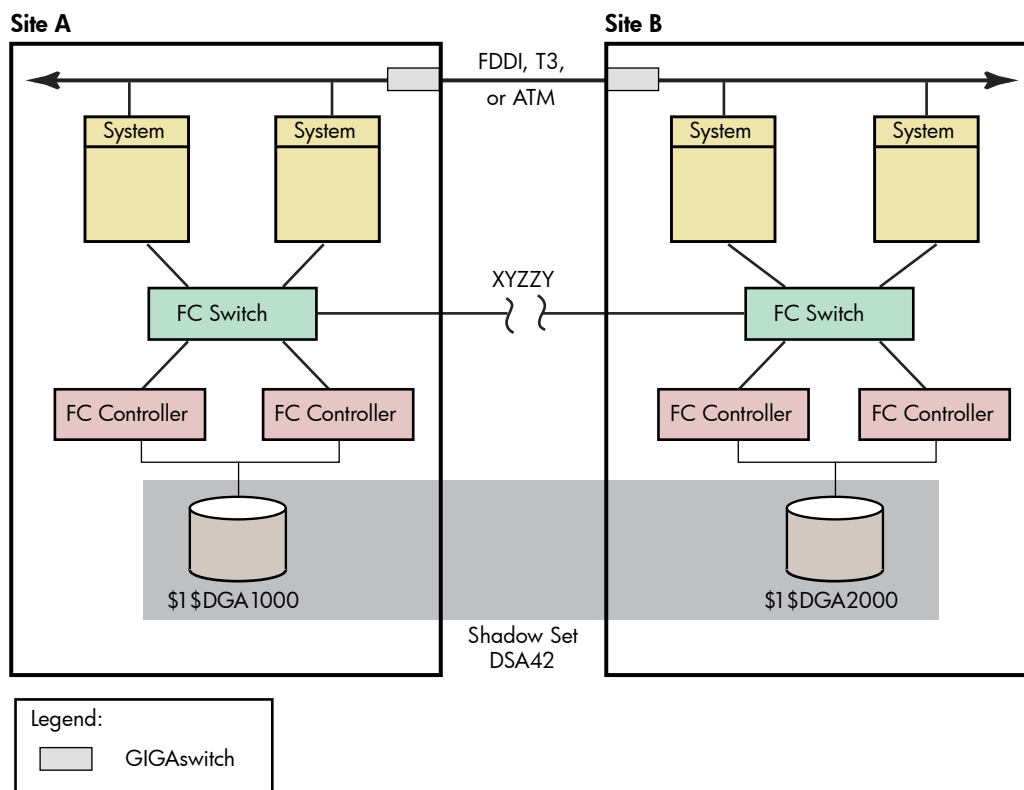 Site A
Site B
FDDI, T3,
or ATM
System
System
System
System
XYZZY
FC Switch
FC Switch
FC Controller
FC Controller
FC Controller
FC Controller
$1$DGA1000
$1$DGA2000
Shadow Set
DSA42
Legend:
GIGAswitch